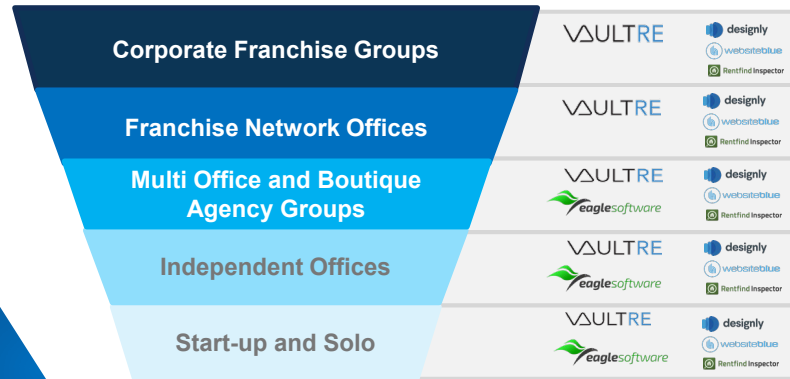 Corporate Franchise Groups
VAULTRE
designly
websiteblue
Rentfind Inspector
Franchise Network Offices
VAULTRE
designly
websiteblue
Rentfind Inspector
Multi Office and Boutique
Agency Groups
VAULTRE
eaglesoftware
designly
websiteblue
Rentfind Inspector
Independent Offices
VAULTRE
eaglesoftware
designly
websiteblue
Rentfind Inspector
Start-up and Solo
VAULTRE
eaglesoftware
designly
websiteblue
Rentfind Inspector